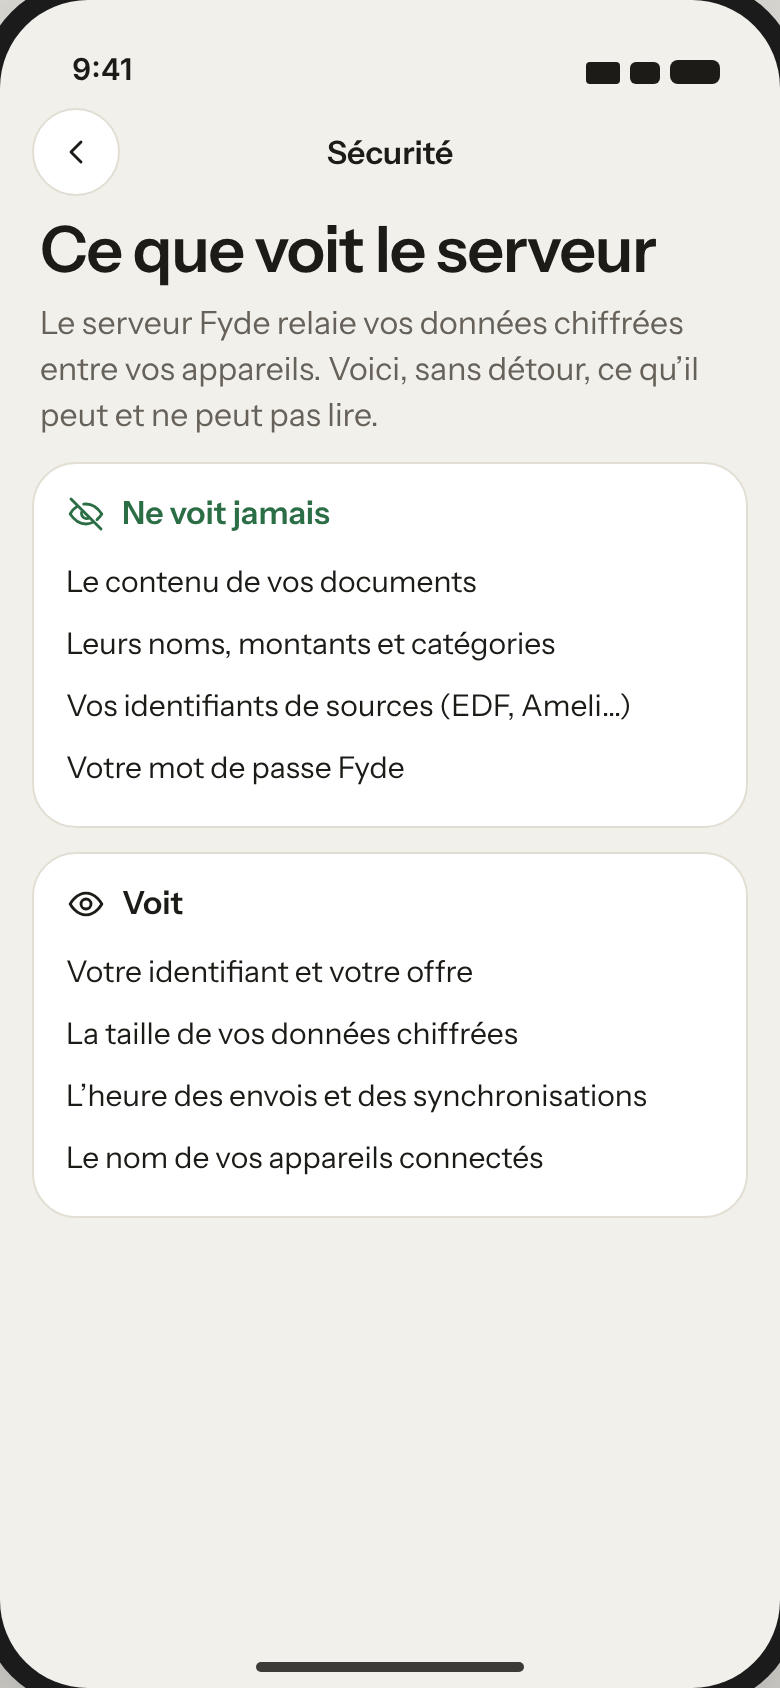 9:41
Sécurité
Ce que voit le serveur
Le serveur Fyde relaie vos données chiffrées
entre vos appareils. Voici, sans détour, ce qu’il
peut et ne peut pas lire.
Ne voit jamais
Le contenu de vos documents
Leurs noms, montants et catégories
Vos identifiants de sources (EDF, Ameli…)
Votre mot de passe Fyde
Voit
Votre identifiant et votre offre
La taille de vos données chiffrées
L’heure des envois et des synchronisations
Le nom de vos appareils connectés